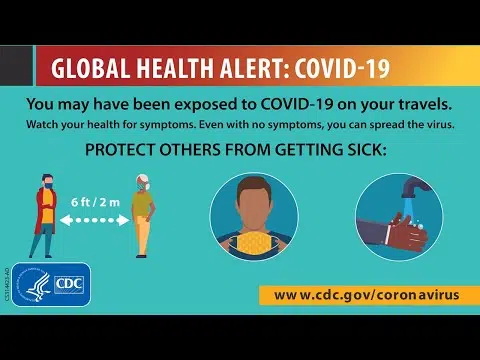 GLOBAL HEALTH ALERT: COVID-19
You may have been exposed to COVID-19 on your travels.
Watch your health for symptoms. Even with no symptoms, you can spread the virus.
PROTECT OTHERS FROM GETTING SICK:
6 ft / 2 m
CDC
www.cdc.gov/coronavirus